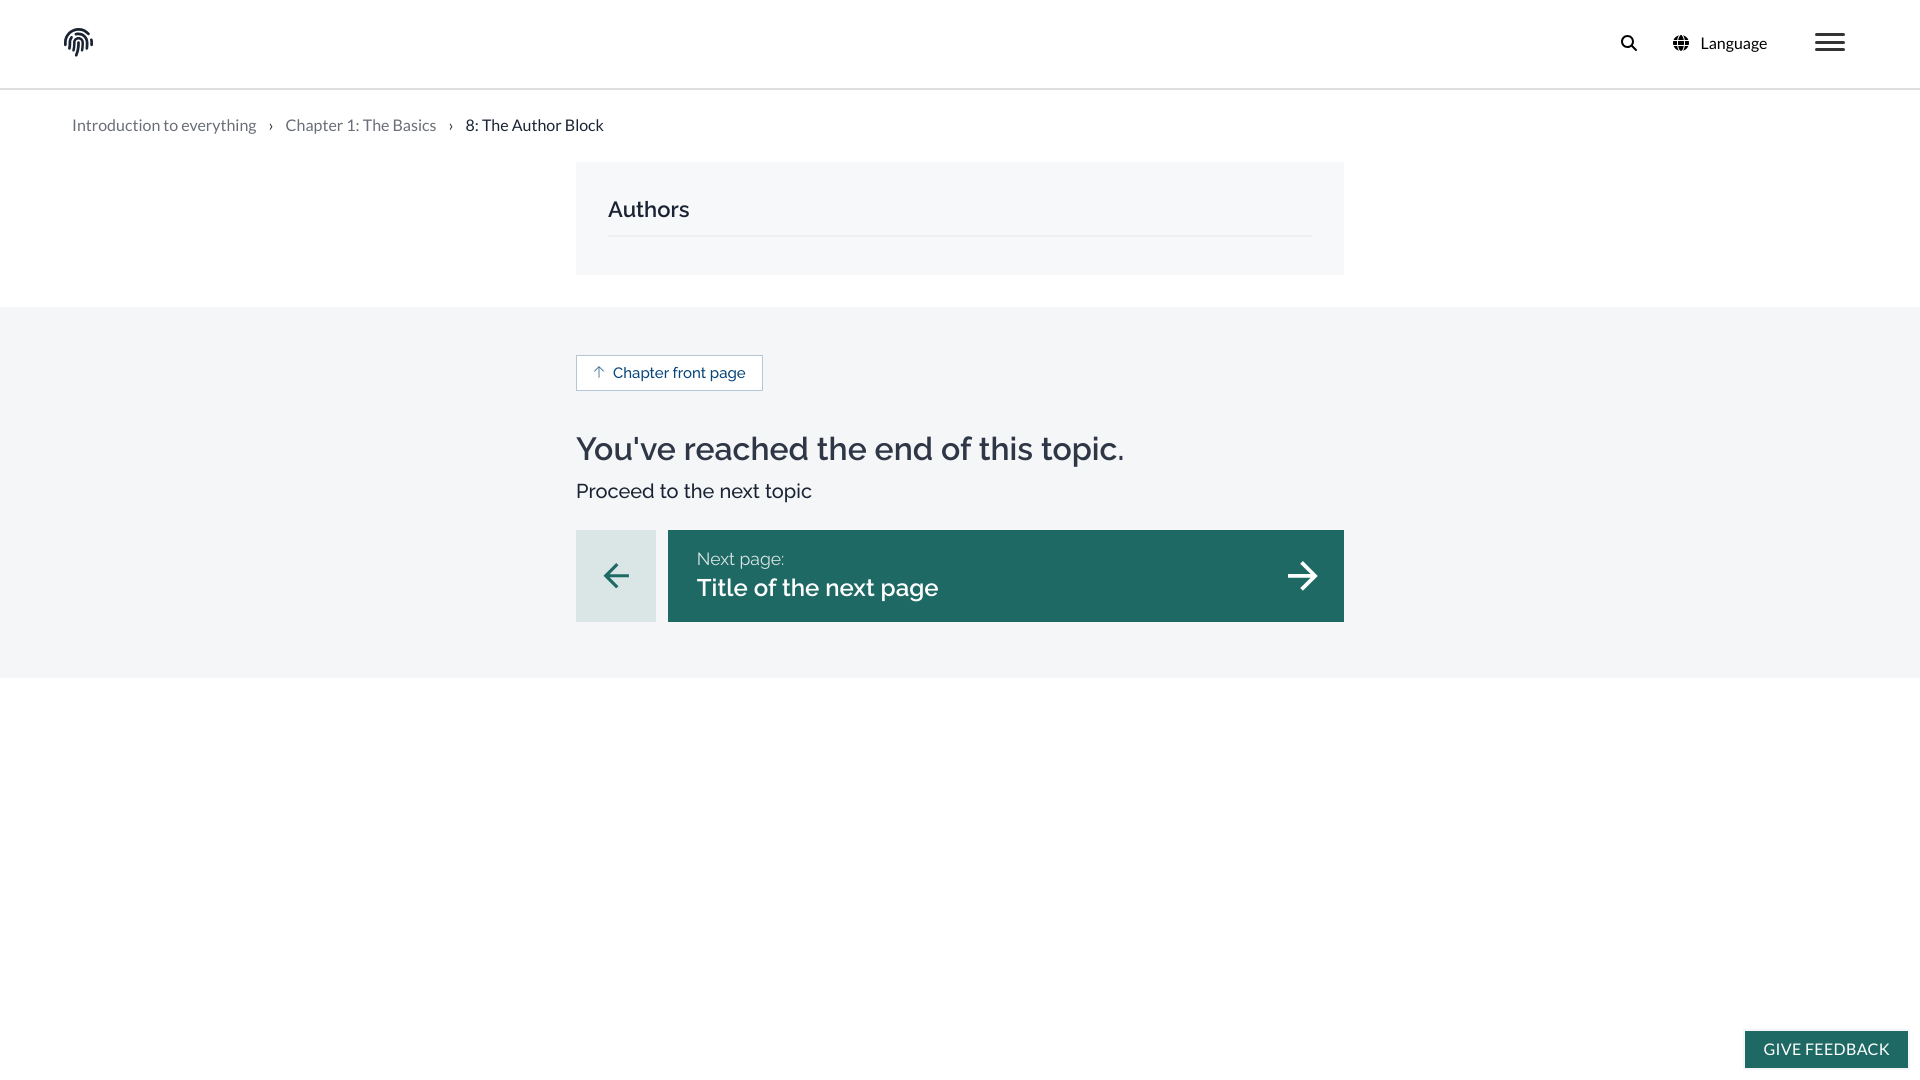 Language
Introduction to everything › Chapter 1: The Basics › 8: The Author Block
Authors
Chapter front page
You've reached the end of this topic.
Proceed to the next topic
Next page:
Title of the next page
GIVE FEEDBACK